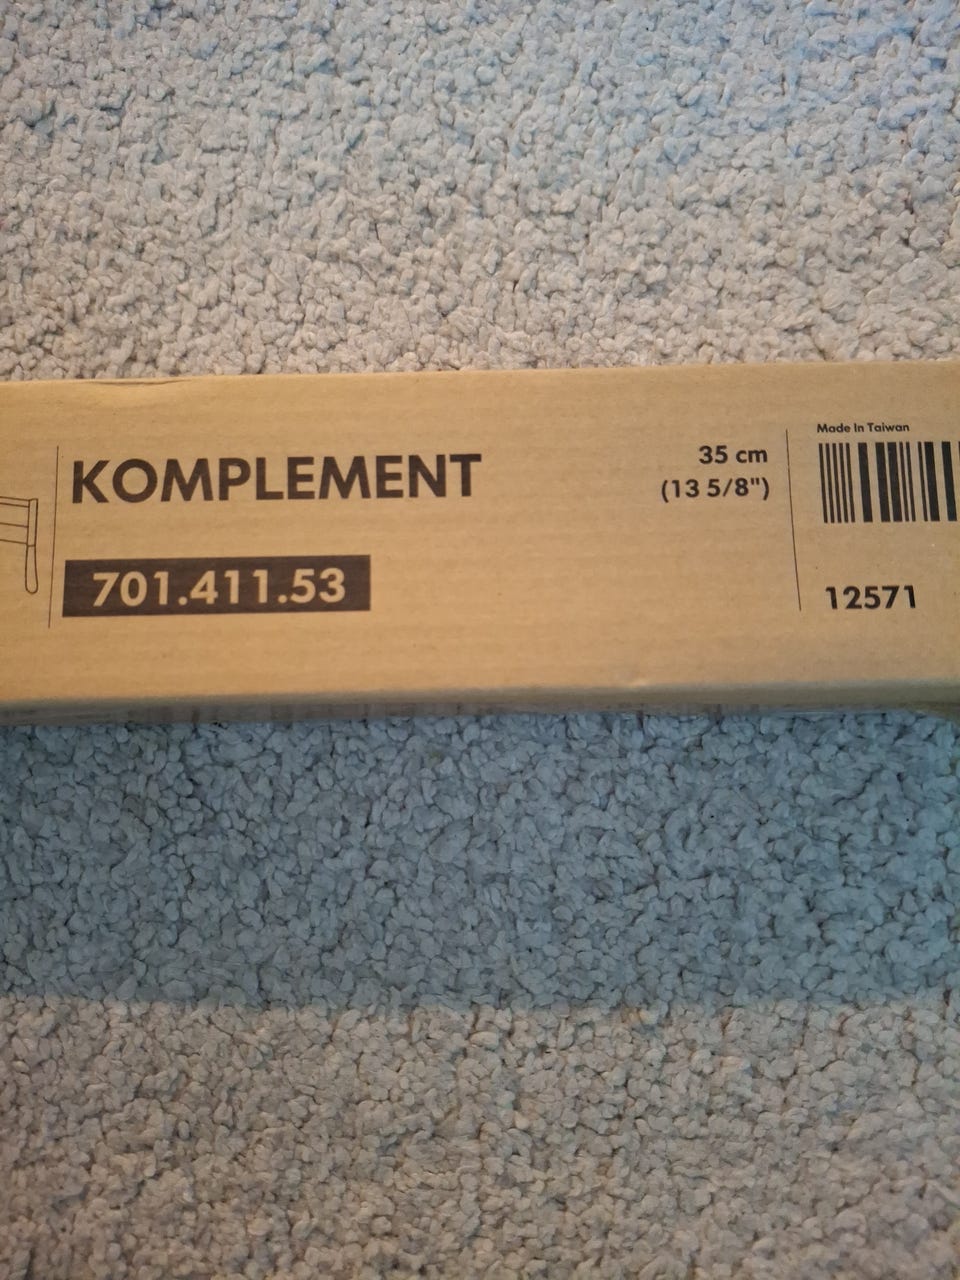 KOMPLEMENT
701.411.53
35 cm
(13 5/8")
Made In Taiwan
12571